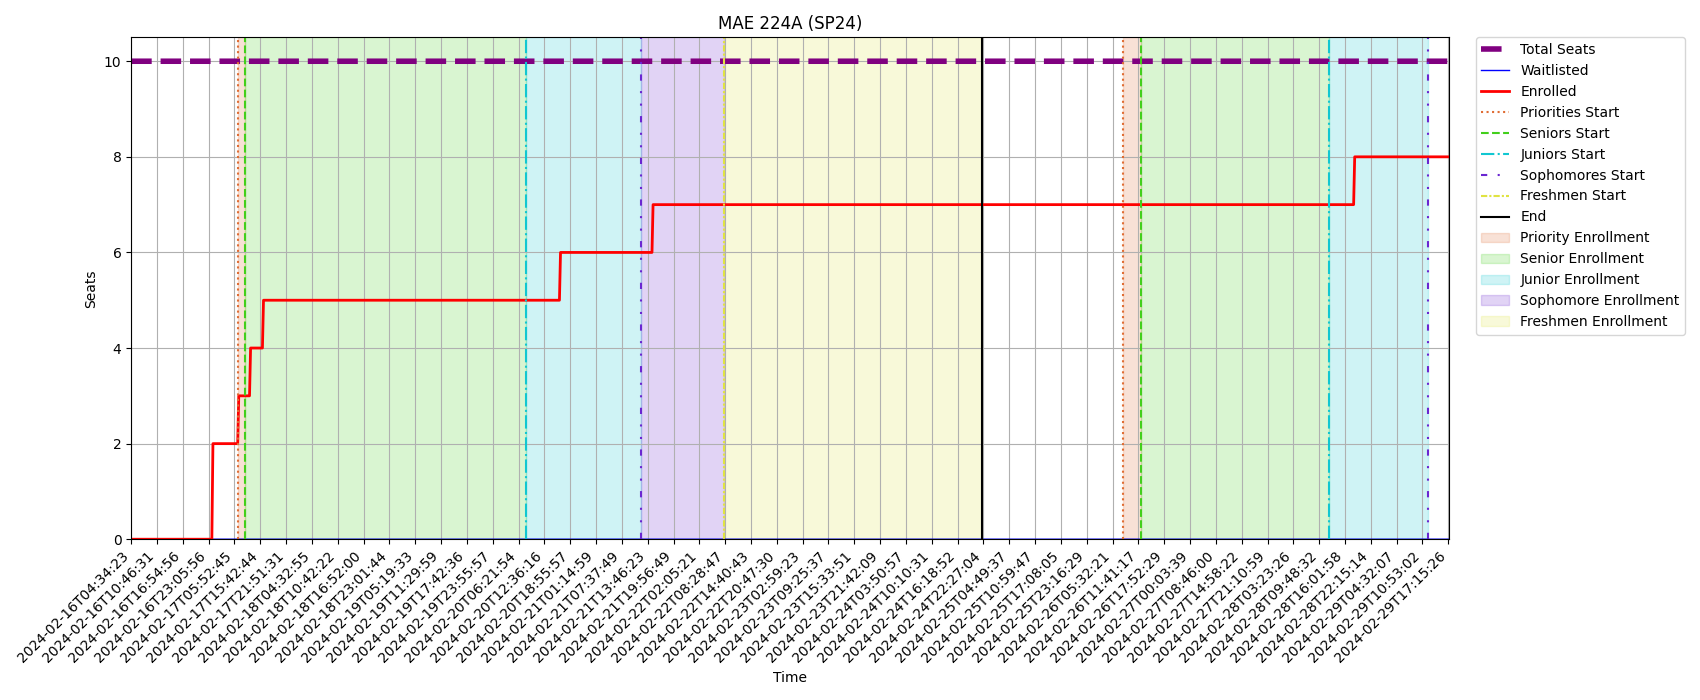 MAE 224A (SP24)
10
8
6
4
2
0
Seats
2024-02-16T04:34:23
2024-02-16T10:46:31
2024-02-16T16:54:56
2024-02-16T23:05:56
2024-02-17T05:52:45
2024-02-17T15:42:44
2024-02-17T21:51:31
2024-02-18T04:32:55
2024-02-18T10:42:22
2024-02-18T16:52:00
2024-02-18T23:01:44
2024-02-19T05:19:33
2024-02-19T11:29:59
2024-02-19T17:42:36
2024-02-19T23:55:57
2024-02-20T06:21:54
2024-02-20T12:36:16
2024-02-20T18:55:57
2024-02-21T01:14:59
2024-02-21T07:37:49
2024-02-21T13:46:23
2024-02-21T19:56:49
2024-02-22T02:05:21
2024-02-22T08:28:47
2024-02-22T14:40:43
2024-02-22T20:47:30
2024-02-23T02:59:23
2024-02-23T09:25:37
2024-02-23T15:33:51
2024-02-23T21:42:09
2024-02-24T03:50:57
2024-02-24T10:10:31
2024-02-24T16:18:52
2024-02-24T22:27:04
2024-02-25T04:49:37
2024-02-25T10:59:47
2024-02-25T17:08:05
2024-02-25T23:16:29
2024-02-26T05:32:21
2024-02-26T11:41:17
2024-02-26T17:52:29
2024-02-27T00:03:39
2024-02-27T08:46:00
2024-02-27T14:58:22
2024-02-27T21:10:59
2024-02-28T03:23:26
2024-02-28T09:48:32
2024-02-28T16:01:58
2024-02-28T22:15:14
2024-02-29T04:32:07
2024-02-29T10:53:02
2024-02-29T17:15:26
Time
Total Seats
Waitlisted
Enrolled
Priorities Start
Seniors Start
Juniors Start
Sophomores Start
Freshmen Start
End
Priority Enrollment
Senior Enrollment
Junior Enrollment
Sophomore Enrollment
Freshmen Enrollment